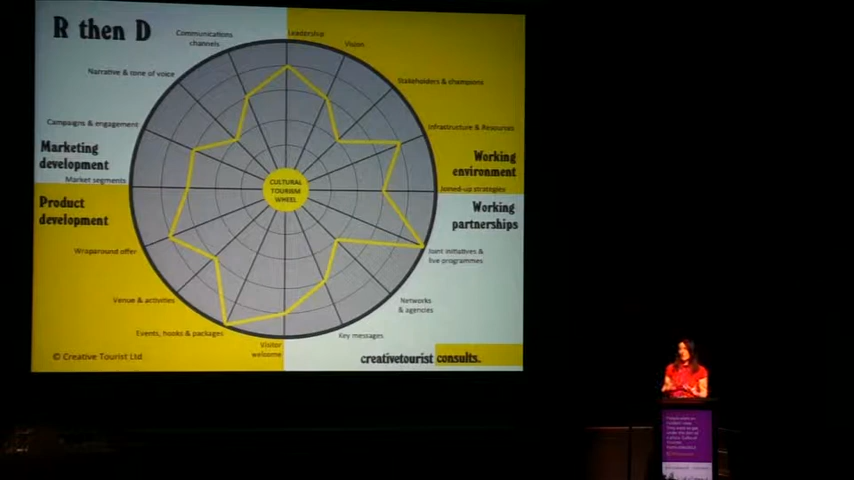 R then D
Communications
channels
Leadership
Vision
Narrative & tone of voice
Stakeholders & champions
Campaigns & engagement
Infrastructure & Resources
Marketing
development
Working
environment
Market segments
Joined-up strategies
CULTURAL
TOURISM
WHEEL
Product
development
Working
partnerships
Wraparound offer
Joint initiatives &
live programmes
Venue & activities
Networks
& agencies
Events, hooks & packages
Key messages
Visitor
welcome
© Creative Tourist Ltd
creativetourist consults.